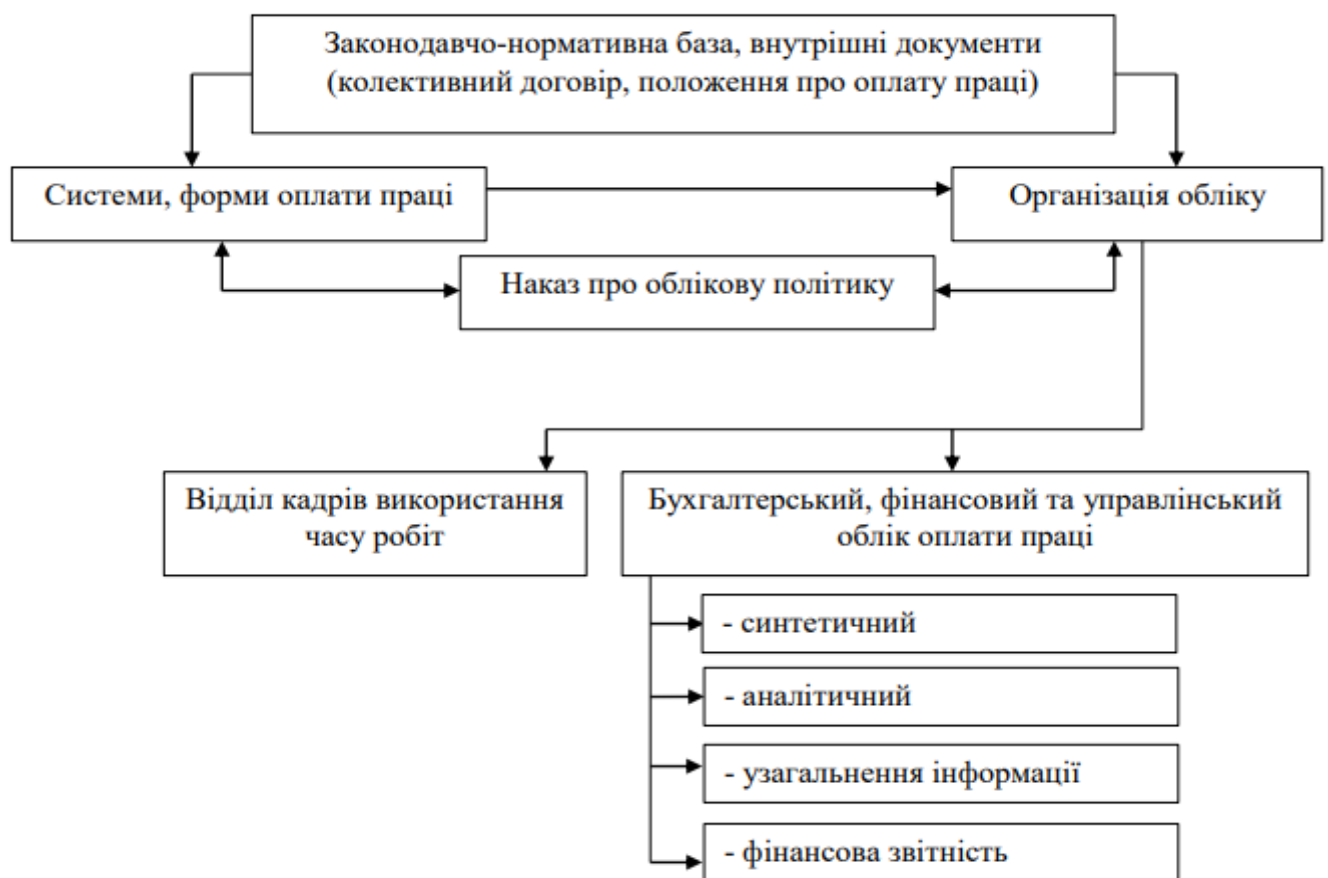 Законодавчо-нормативна база, внутрішні документи
(колективний договір, положення про оплату праці)
Системи, форми оплати праці
Організація обліку
Наказ про облікову політику
Відділ кадрів використання
часу робіт
Бухгалтерський, фінансовий та управлінський
облік оплати праці
- синтетичний
- аналітичний
- узагальнення інформації
- фінансова звітність